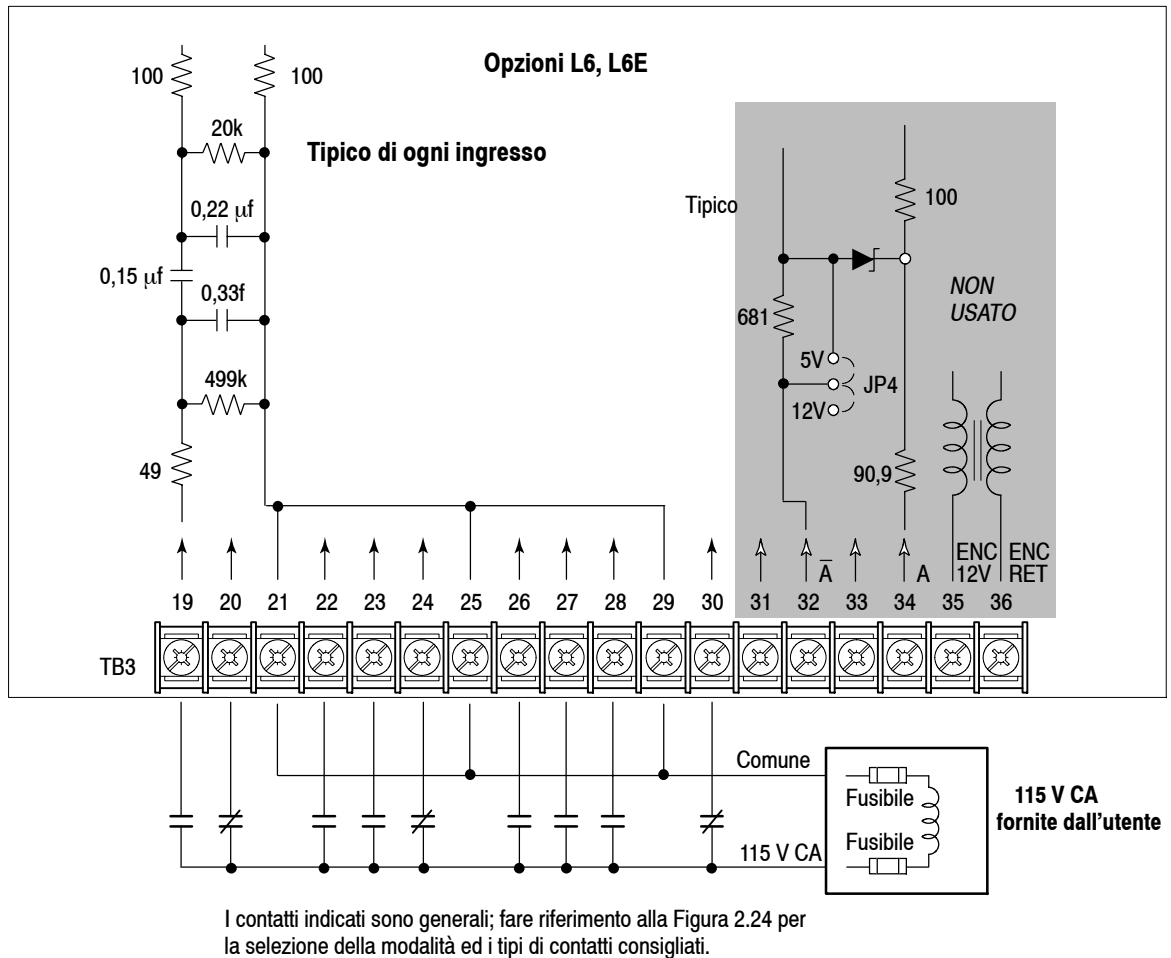 Opzioni L6, L6E
100
100
20k
Tipico di ogni ingresso
0,22 μf
0,15 μf
0,33f
499k
49
Tipico
100
NON
USATO
681
5V
JP4
12V
90,9
A̅
A
ENC
12V
ENC
RET
19 20 21 22 23 24 25 26 27 28 29 30 31 32 33 34 35 36
TB3
Comune
Fusibile
115 V CA
fornite dall’utente
Fusibile
115 V CA
I contatti indicati sono generali; fare riferimento alla Figura 2.24 per
la selezione della modalità ed i tipi di contatti consigliati.